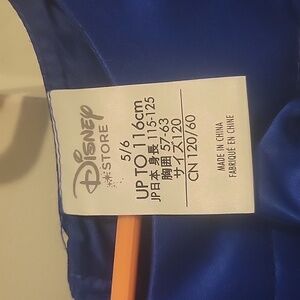 Disney
STORE
5/6
UP TO 116cm
JP日本 身長 115-125
胸囲 57-63
サイズ120
CN 120/60
MADE IN CHINA
FABRIQUÉ EN CHINE